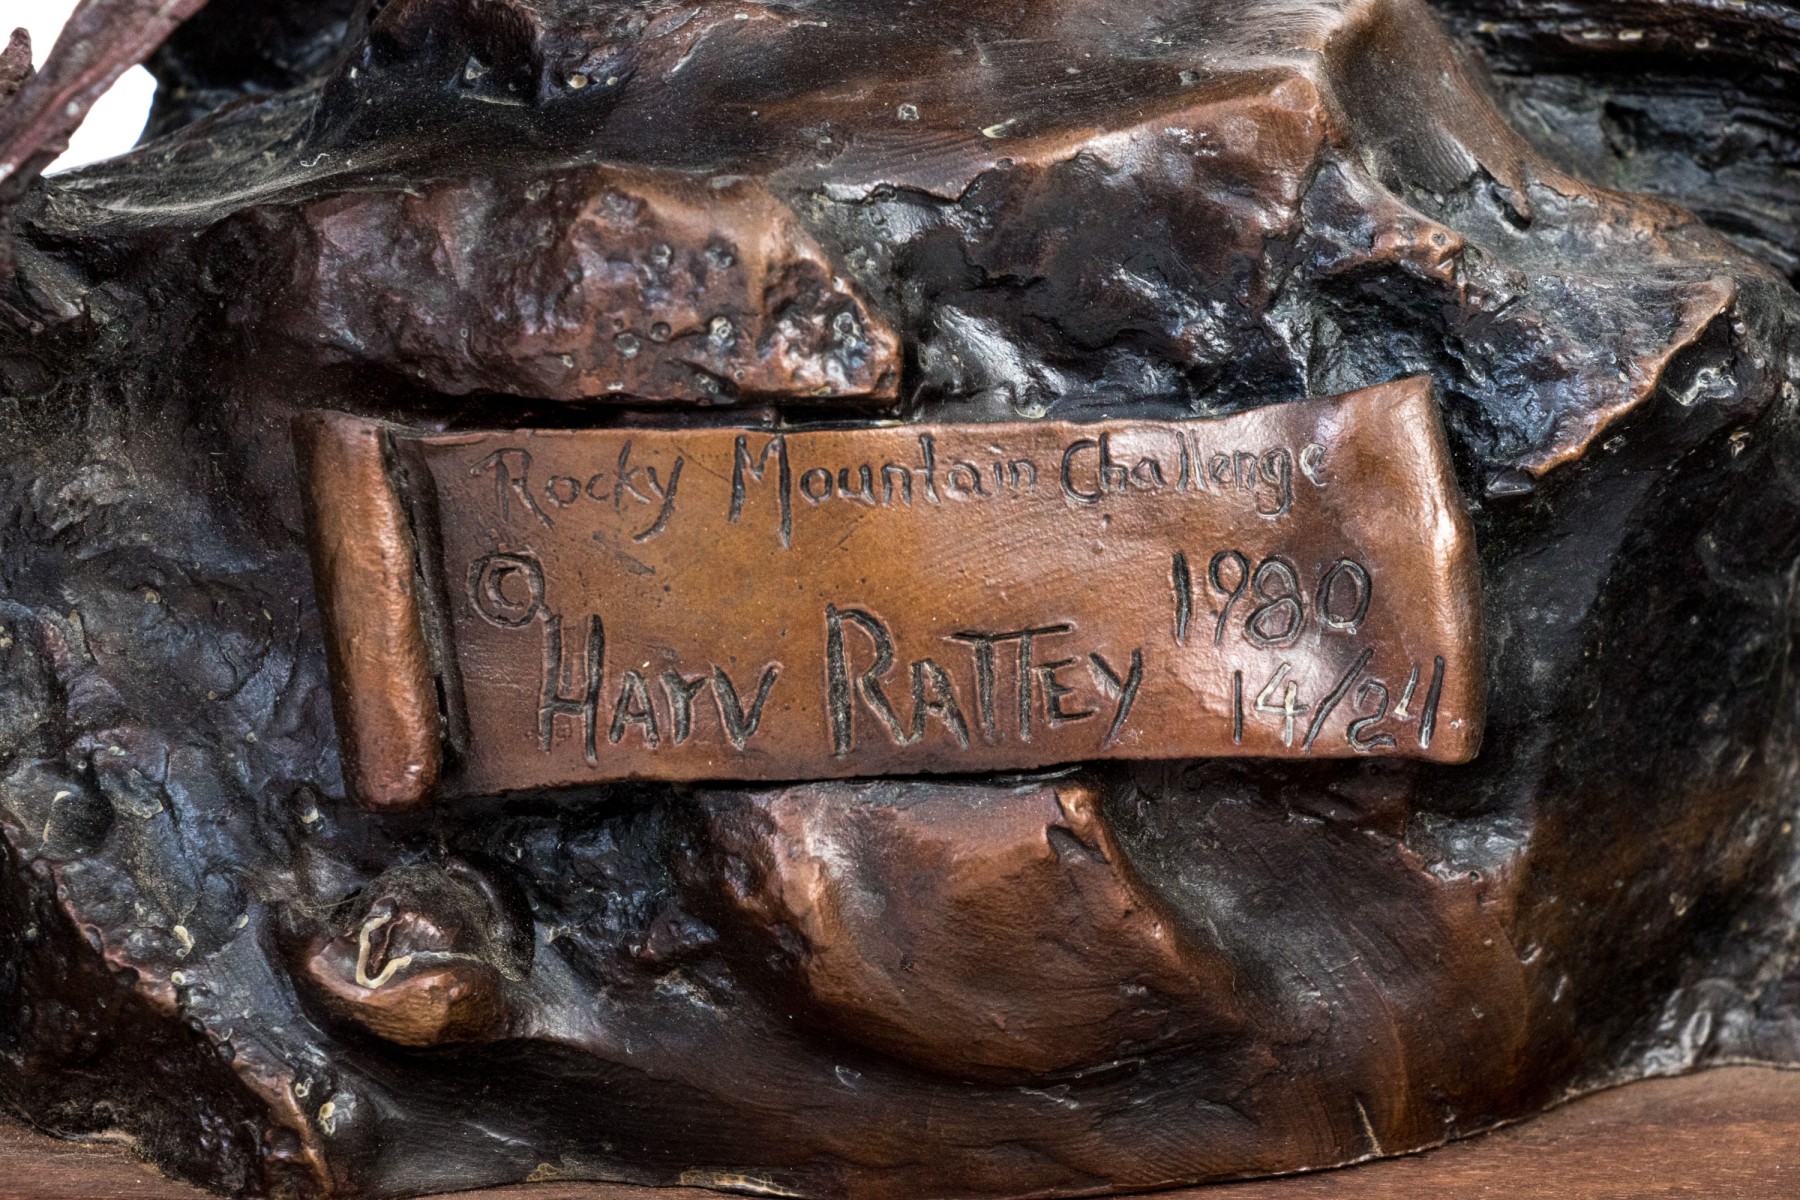 Rocky Mountain Challenge
© 1980
Harv RATTEY 14/21